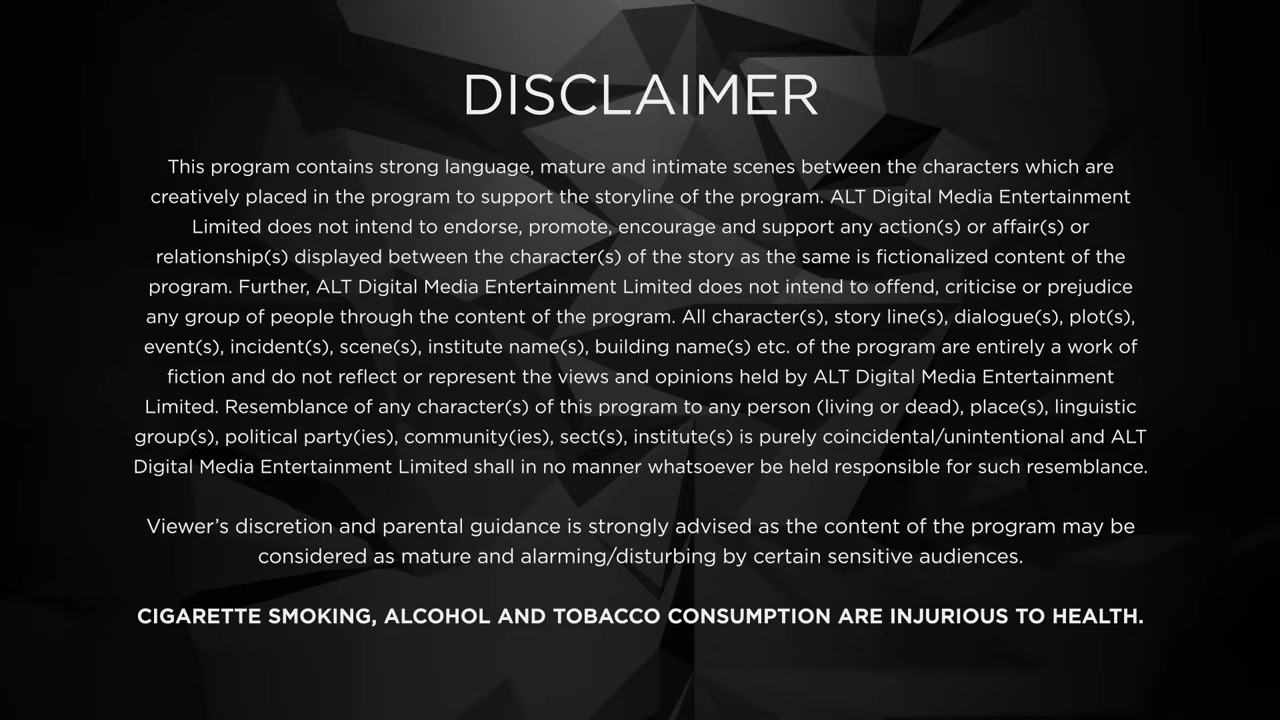 DISCLAIMER
This program contains strong language, mature and intimate scenes between the characters which are
creatively placed in the program to support the storyline of the program. ALT Digital Media Entertainment
Limited does not intend to endorse, promote, encourage and support any action(s) or affair(s) or
relationship(s) displayed between the character(s) of the story as the same is fictionalized content of the
program. Further, ALT Digital Media Entertainment Limited does not intend to offend, criticise or prejudice
any group of people through the content of the program. All character(s), story line(s), dialogue(s), plot(s),
event(s), incident(s), scene(s), institute name(s), building name(s) etc. of the program are entirely a work of
fiction and do not reflect or represent the views and opinions held by ALT Digital Media Entertainment
Limited. Resemblance of any character(s) of this program to any person (living or dead), place(s), linguistic
group(s), political party(ies), community(ies), sect(s), institute(s) is purely coincidental/unintentional and ALT
Digital Media Entertainment Limited shall in no manner whatsoever be held responsible for such resemblance.
Viewer's discretion and parental guidance is strongly advised as the content of the program may be
considered as mature and alarming/disturbing by certain sensitive audiences.
CIGARETTE SMOKING, ALCOHOL AND TOBACCO CONSUMPTION ARE INJURIOUS TO HEALTH.